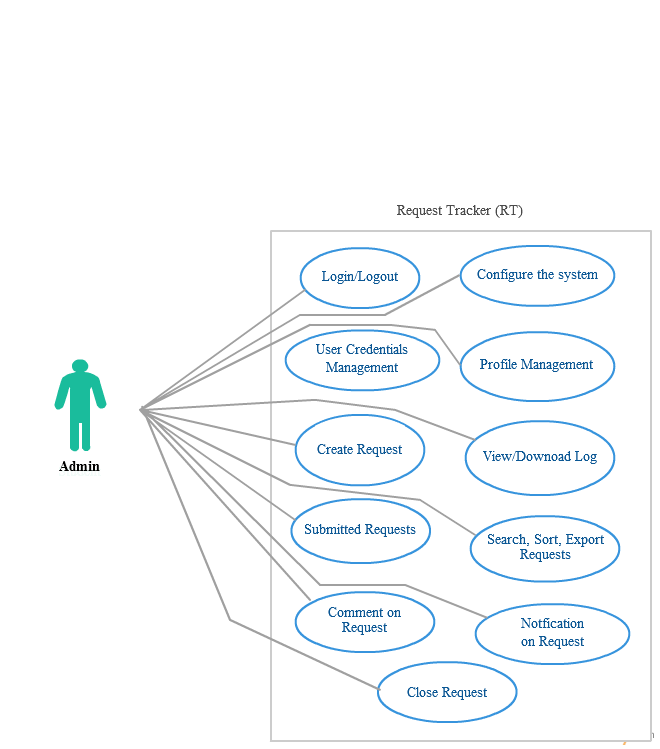 Request Tracker (RT)
Login/Logout
Configure the system
User Credentials
Management
Profile Management
Create Request
View/Downoad Log
Submitted Requests
Search, Sort, Export
Requests
Comment on
Request
Notfication
on Request
Close Request
Admin